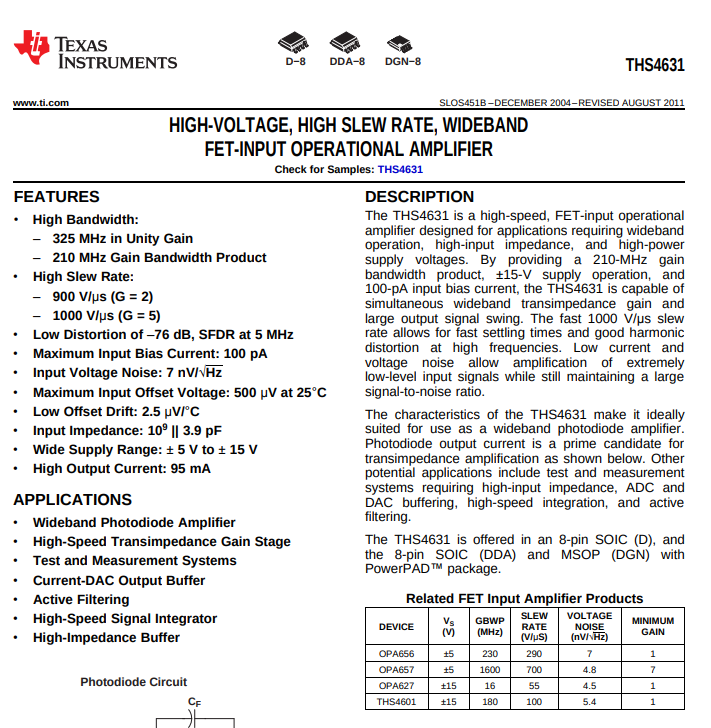 TEXAS
INSTRUMENTS
D−8 DDA−8 DGN−8
THS4631
www.ti.com
SLOS451B – DECEMBER 2004 – REVISED AUGUST 2011
HIGH-VOLTAGE, HIGH SLEW RATE, WIDEBAND
FET-INPUT OPERATIONAL AMPLIFIER
Check for Samples: THS4631
FEATURES
• High Bandwidth:
– 325 MHz in Unity Gain
– 210 MHz Gain Bandwidth Product
• High Slew Rate:
– 900 V/μs (G = 2)
– 1000 V/μs (G = 5)
• Low Distortion of –76 dB, SFDR at 5 MHz
• Maximum Input Bias Current: 100 pA
• Input Voltage Noise: 7 nV/√Hz
• Maximum Input Offset Voltage: 500 μV at 25°C
• Low Offset Drift: 2.5 μV/°C
• Input Impedance: 10⁹ || 3.9 pF
• Wide Supply Range: ± 5 V to ± 15 V
• High Output Current: 95 mA
APPLICATIONS
• Wideband Photodiode Amplifier
• High-Speed Transimpedance Gain Stage
• Test and Measurement Systems
• Current-DAC Output Buffer
• Active Filtering
• High-Speed Signal Integrator
• High-Impedance Buffer
Photodiode Circuit
CF
DESCRIPTION
The THS4631 is a high-speed, FET-input operational
amplifier designed for applications requiring wideband
operation, high-input impedance, and high-power
supply voltages. By providing a 210-MHz gain
bandwidth product, ±15-V supply operation, and
100-pA input bias current, the THS4631 is capable of
simultaneous wideband transimpedance gain and
large output signal swing. The fast 1000 V/μs slew
rate allows for fast settling times and good harmonic
distortion at high frequencies. Low current and
voltage noise allow amplification of extremely
low-level input signals while still maintaining a large
signal-to-noise ratio.
The characteristics of the THS4631 make it ideally
suited for use as a wideband photodiode amplifier.
Photodiode output current is a prime candidate for
transimpedance amplification as shown below. Other
potential applications include test and measurement
systems requiring high-input impedance, ADC and
DAC buffering, high-speed integration, and active
filtering.
The THS4631 is offered in an 8-pin SOIC (D), and
the 8-pin SOIC (DDA) and MSOP (DGN) with
PowerPAD™ package.
Related FET Input Amplifier Products
DEVICE VS (V) GBWP (MHz) SLEW RATE (V/μS) VOLTAGE NOISE (nV/√Hz) MINIMUM GAIN
OPA656 ±5 230 290 7 1
OPA657 ±5 1600 700 4.8 7
OPA627 ±15 16 55 4.5 1
THS4601 ±15 180 100 5.4 1